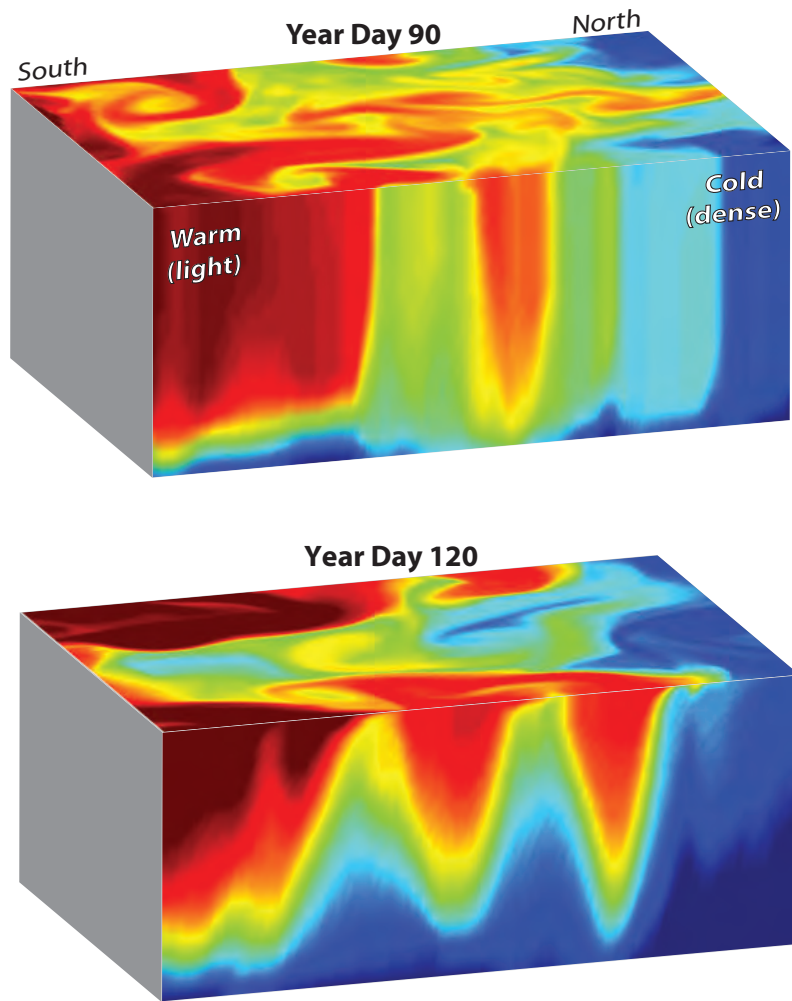 Year Day 90
South
North
Warm
(light)
Cold
(dense)
Year Day 120